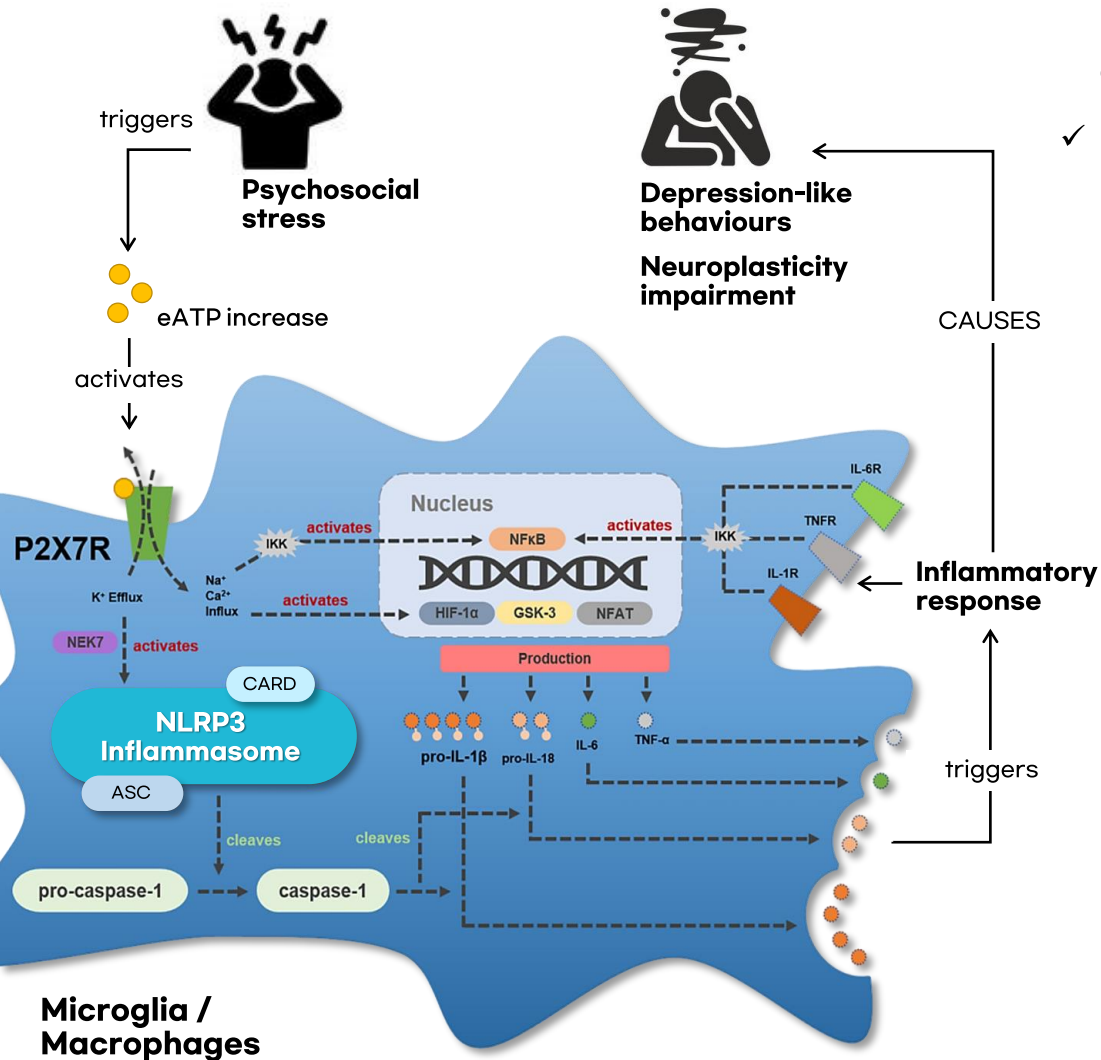 triggers
Psychosocial
stress
Depression-like
behaviours
Neuroplasticity
impairment
✓
eATP increase
CAUSES
activates
P2X7R
K⁺ Efflux
Na⁺
Ca²⁺
Influx
IKK
activates
activates
Nucleus
NFκB
HIF-1α
GSK-3
NFAT
activates
IKK
IL-6R
TNFR
IL-1R
Inflammatory
response
NEK7
activates
CARD
NLRP3
Inflammasome
ASC
Production
pro-IL-1β
pro-IL-18
IL-6
TNF-α
triggers
cleaves
cleaves
pro-caspase-1
caspase-1
Microglia /
Macrophages